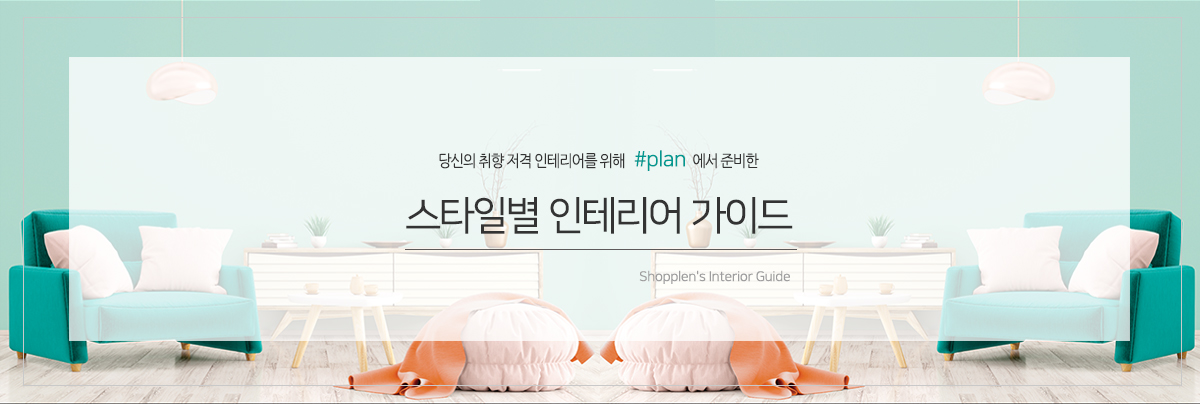 당신의 취향 저격 인테리어를 위해 #plan 에서 준비한
스타일별 인테리어 가이드
Shopplen's Interior Guide